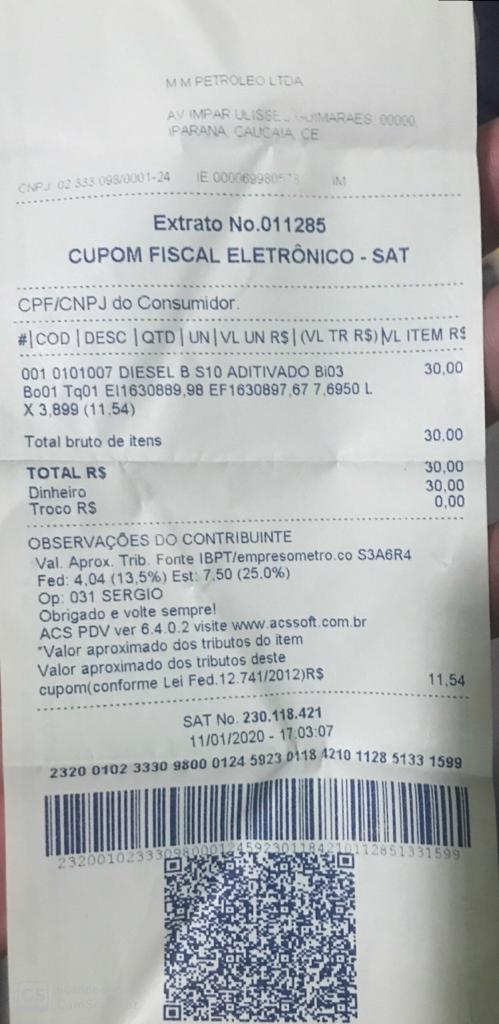 M M PETROLEO LTDA
AV IMPAR GUIMARAES, 00000,
IPARANA, CAUCAIA, CE
CNPJ: 02 333 098/0001-24 IE IM
Extrato No.011285
CUPOM FISCAL ELETRÔNICO - SAT
CPF/CNPJ do Consumidor:
#|COD|DESC|QTD|UN|VL UN R$|(VL TR R$)|VL ITEM R$
001 0101007 DIESEL B S10 ADITIVADO Bi03 30,00
Bo01 Tq01 EI1630889,98 EF1630897,67 7,6950 L
X 3,899 (11,54)
Total bruto de itens 30,00
TOTAL R$ 30,00
Dinheiro 30,00
Troco R$ 0,00
OBSERVAÇÕES DO CONTRIBUINTE
Val. Aprox. Trib. Fonte IBPT/empresometro.co S3A6R4
Fed: 4,04 (13,5%) Est: 7,50 (25,0%)
Op: 031 SERGIO
Obrigado e volte sempre!
ACS PDV ver 6.4.0.2 visite www.acssoft.com.br
*Valor aproximado dos tributos do item
Valor aproximado dos tributos deste
cupom(conforme Lei Fed.12.741/2012)R$ 11,54
SAT No. 230.118.421
11/01/2020 - 17:03:07
2320 0102 3330 9800 0124 5923 0118 4210 1128 5133 1599
23200102333098000124592301184210112851331599
CS